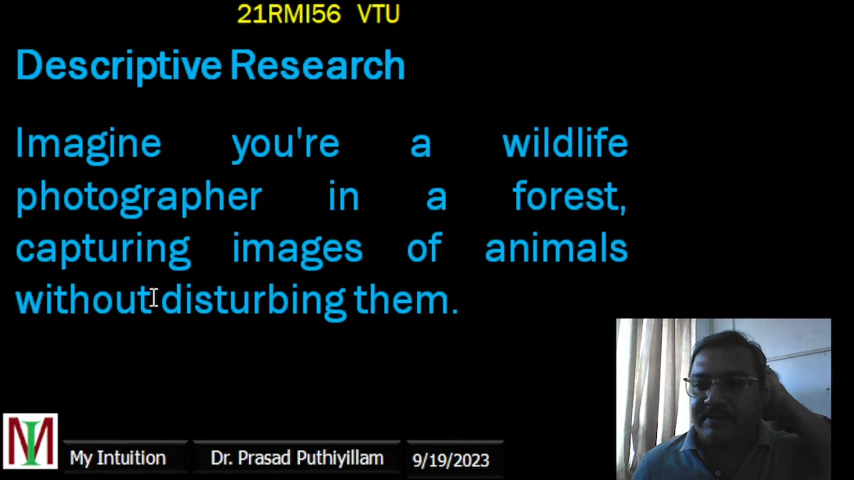 21RMI56 VTU
Descriptive Research
Imagine you're a wildlife
photographer in a forest,
capturing images of animals
without disturbing them.
My Intuition
Dr. Prasad Puthiyillam
9/19/2023